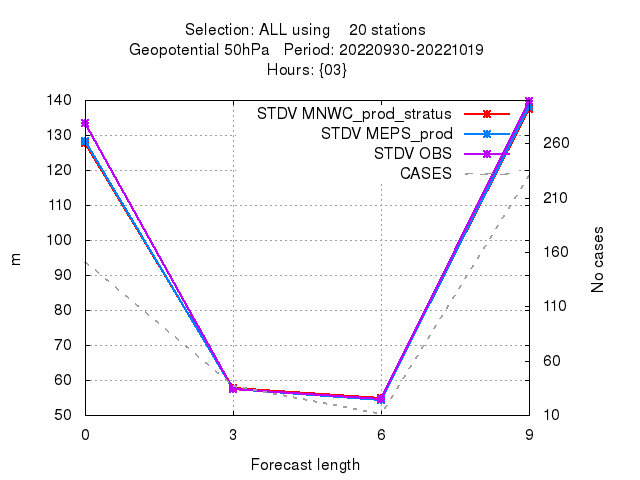 Selection: ALL using    20 stations
Geopotential 50hPa   Period: 20220930-20221019
Hours: {03}
STDV MNWC_prod_stratus
STDV MEPS_prod
STDV OBS
CASES
140
130
120
110
100
90
80
70
60
50
m
260
210
160
110
60
10
No cases
0 3 6 9
Forecast length